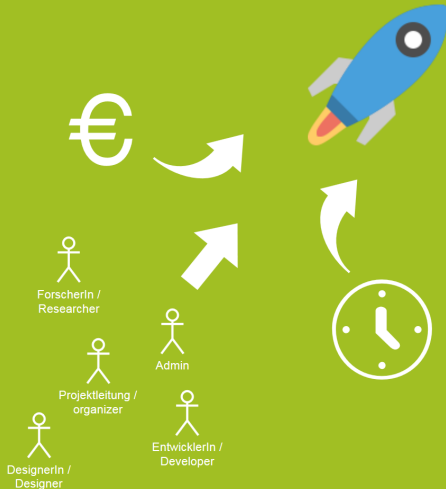 €
ForscherIn /
Researcher
Admin
Projektleitung /
organizer
EntwicklerIn /
Developer
DesignerIn /
Designer